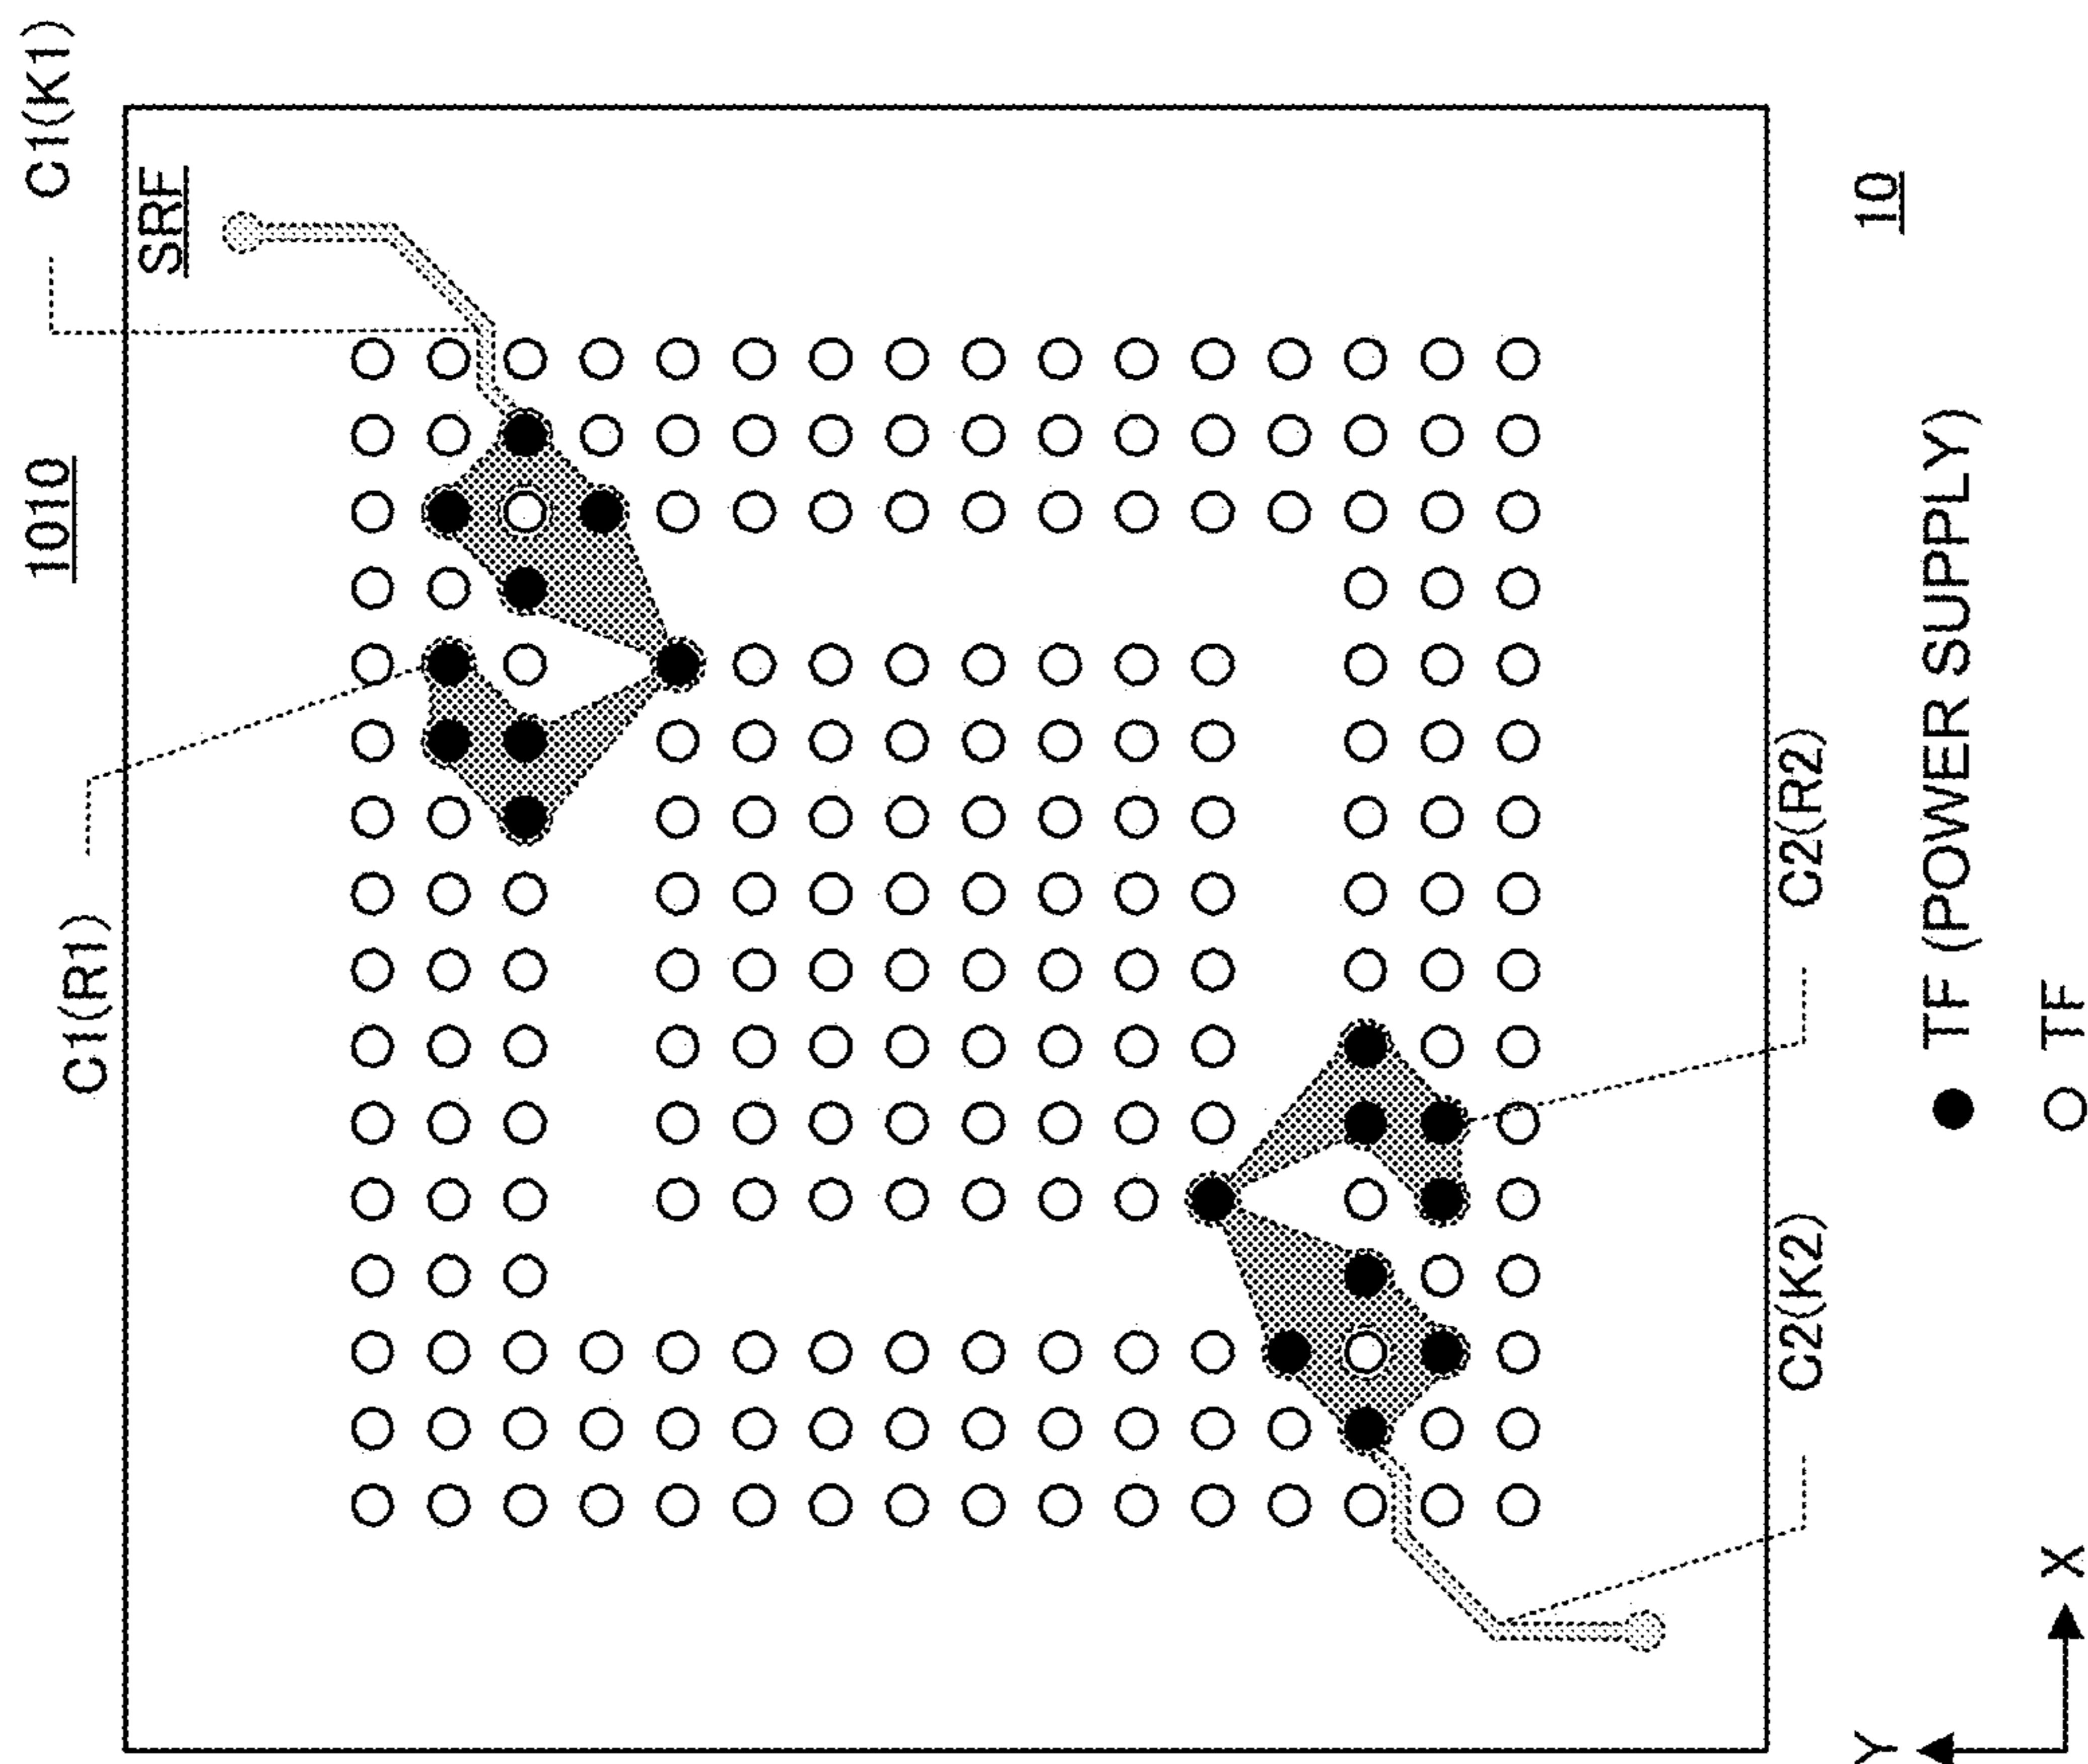 1010
C1(K1)
C1(R1)
SRF
C2(K2)
C2(R2)
10
Y
X
TF (POWER SUPPLY)
TF